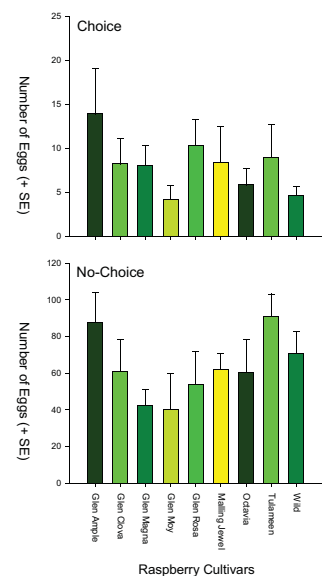 Choice
Number of Eggs (+ SE)
25
20
15
10
5
0
No-Choice
Number of Eggs (+ SE)
120
100
80
60
40
20
0
Glen Ample
Glen Clova
Glen Magna
Glen Moy
Glen Rosa
Malling Jewel
Octavia
Tulameen
Wild
Raspberry Cultivars